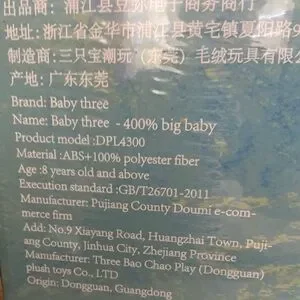 出品商：浦江县豆弥电子商务商行
地址：浙江省金华市浦江县黄宅镇夏阳路9
制造商：三只宝潮玩（东莞）毛绒玩具有限
产地：广东东莞
Brand: Baby three
Name: Baby three - 400% big baby
Product model :DPL4300
Material :ABS+100% polyester fiber
Age :8 years old and above
Execution standard :GB/T26701-2011
Manufacturer: Pujiang County Doumi e-com-
merce firm
Add: No.9 Xiayang Road, Huangzhai Town, Puji-
ang County, Jinhua City, Zhejiang Province
Manufacturer: Three Bao Chao Play (Dongguan)
plush toys Co., LTD
Origin: Dongguan, Guangdong